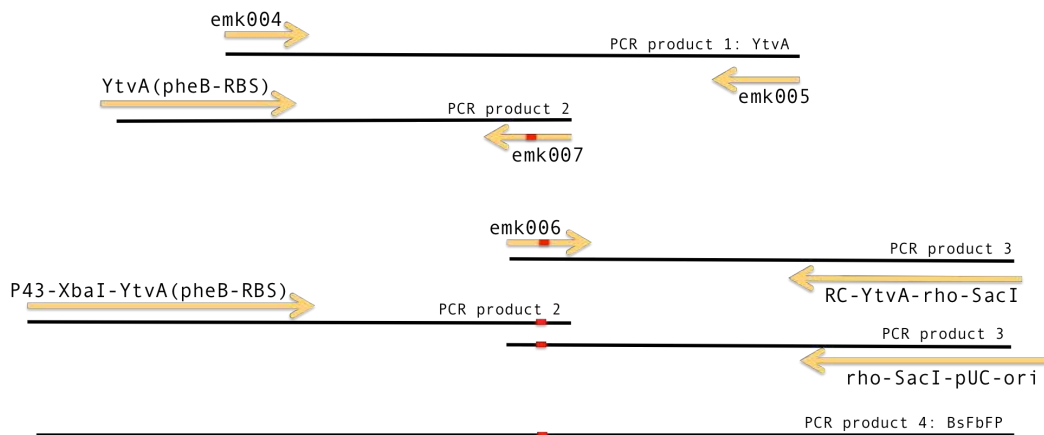 emk004
PCR product 1: YtvA
YtvA(pheB-RBS)
emk005
PCR product 2
emk007
emk006
PCR product 3
P43-XbaI-YtvA(pheB-RBS)
RC-YtvA-rho-SacI
PCR product 2
PCR product 3
rho-SacI-pUC-ori
PCR product 4: BsFbFP